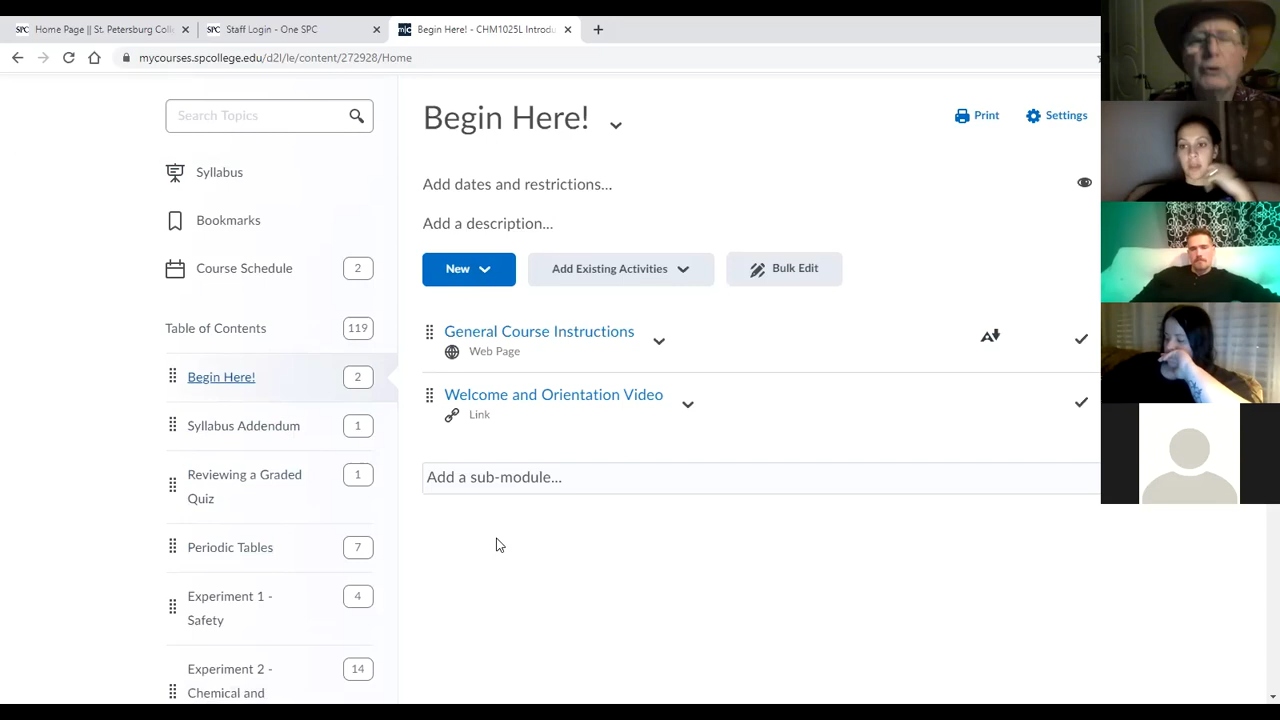 Home Page || St. Petersburg Coll
Staff Login - One SPC
Begin Here! - CHM1025L Introdu
mycourses.spcollege.edu/d2l/le/content/272928/Home
Search Topics
Syllabus
Bookmarks
Course Schedule 2
Table of Contents 119
Begin Here! 2
Syllabus Addendum 1
Reviewing a Graded 1
Quiz
Periodic Tables 7
Experiment 1 - 4
Safety
Experiment 2 - 14
Chemical and
Begin Here!
Print
Settings
Add dates and restrictions...
Add a description...
New
Add Existing Activities
Bulk Edit
General Course Instructions
Web Page
Welcome and Orientation Video
Link
Add a sub-module...